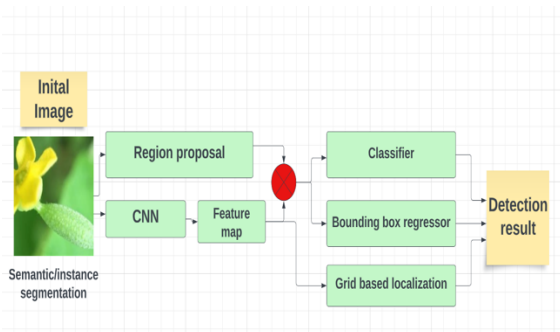 Inital
Image
Region proposal
Classifier
CNN
Feature
map
Bounding box regressor
Detection
result
Semantic/instance
segmentation
Grid based localization